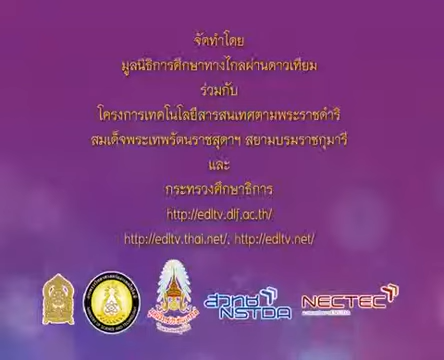 จัดทำโดย
มูลนิธิการศึกษาทางไกลผ่านดาวเทียม
ร่วมกับ
โครงการเทคโนโลยีสารสนเทศตามพระราชดำริ
สมเด็จพระเทพรัตนราชสุดาฯ สยามบรมราชกุมารี
และ
กระทรวงศึกษาธิการ
http://edltv.dlf.ac.th/
http://edltv.thai.net/, http://edltv.net/
สวทช NECTEC
NSTDA